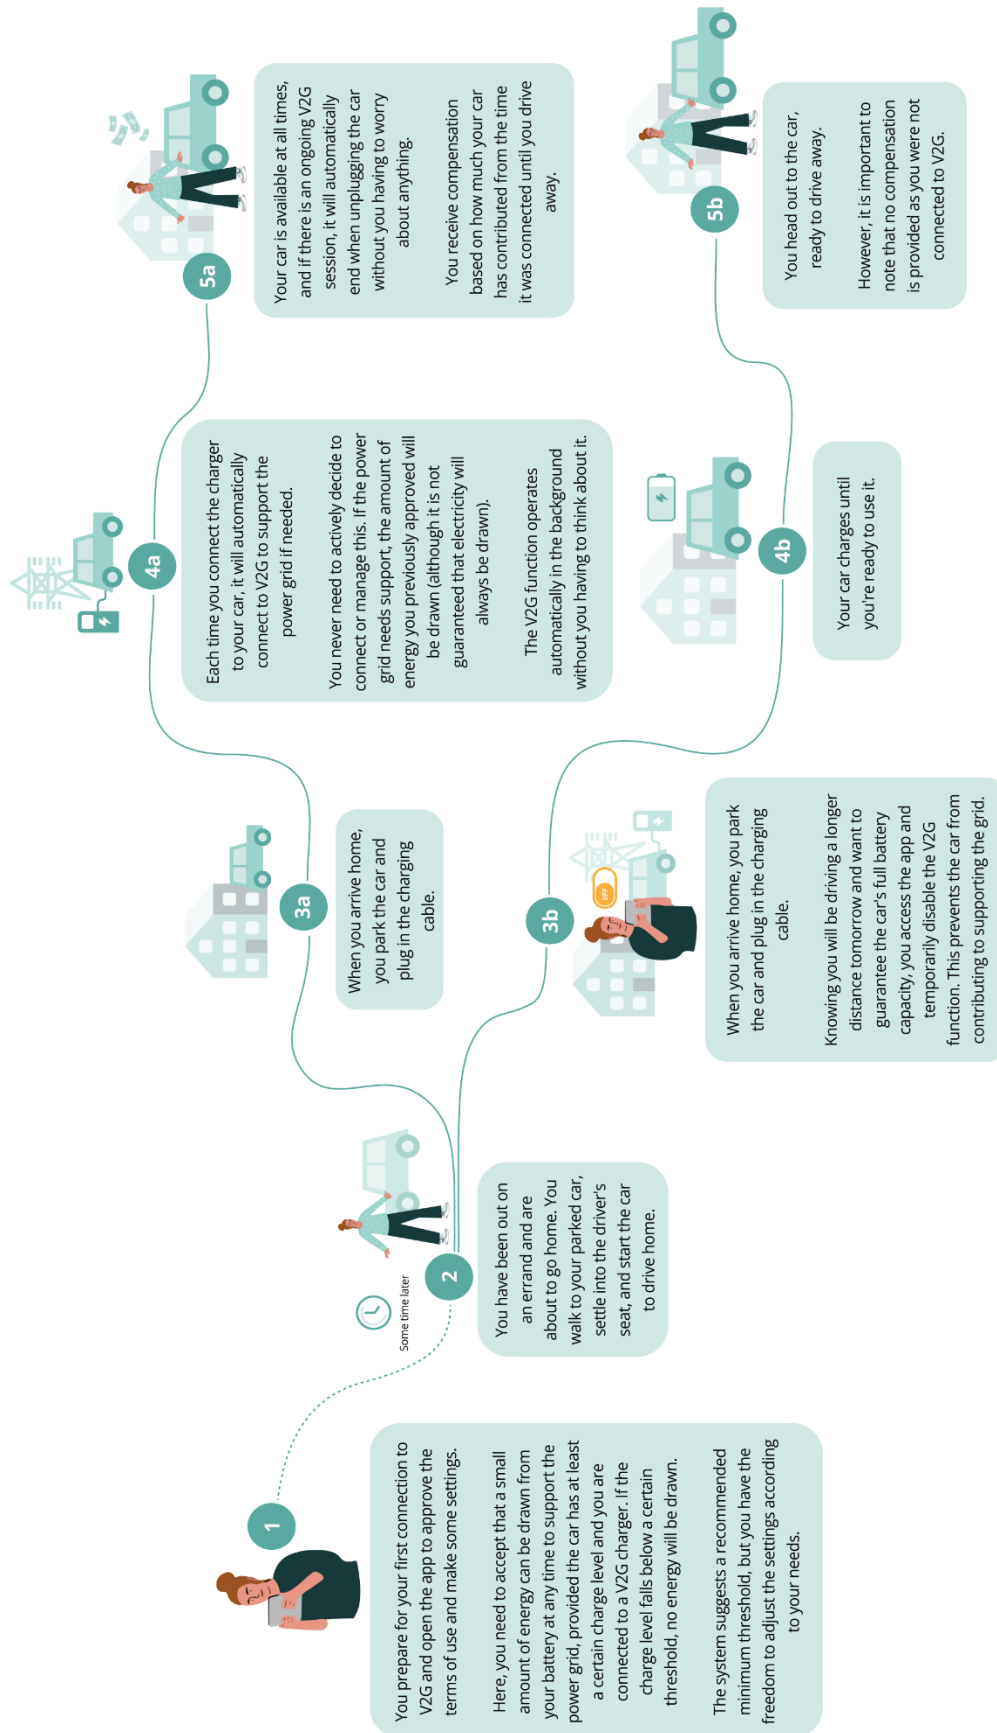 1
You prepare for your first connection to
V2G and open the app to approve the
terms of use and make some settings.
Here, you need to accept that a small
amount of energy can be drawn from
your battery at any time to support the
power grid, provided the car has at least
a certain charge level and you are
connected to a V2G charger. If the
charge level falls below a certain
threshold, no energy will be drawn.
The system suggests a recommended
minimum threshold, but you have the
freedom to adjust the settings according
to your needs.
Some time later
2
You have been out on
an errand and are
about to go home. You
walk to your parked car,
settle into the driver's
seat, and start the car
to drive home.
3a
When you arrive home,
you park the car and
plug in the charging
cable.
4a
Each time you connect the charger
to your car, it will automatically
connect to V2G to support the
power grid if needed.
You never need to actively decide to
connect or manage this. If the power
grid needs support, the amount of
energy you previously approved will
be drawn (although it is not
guaranteed that electricity will
always be drawn).
The V2G function operates
automatically in the background
without you having to think about it.
5a
Your car is available at all times,
and if there is an ongoing V2G
session, it will automatically
end when unplugging the car
without you having to worry
about anything.
You receive compensation
based on how much your car
has contributed from the time
it was connected until you drive
away.
3b
OFF
When you arrive home, you park
the car and plug in the charging
cable.
Knowing you will be driving a longer
distance tomorrow and want to
guarantee the car's full battery
capacity, you access the app and
temporarily disable the V2G
function. This prevents the car from
contributing to supporting the grid.
4b
Your car charges until
you're ready to use it.
5b
You head out to the car,
ready to drive away.
However, it is important to
note that no compensation
is provided as you were not
connected to V2G.